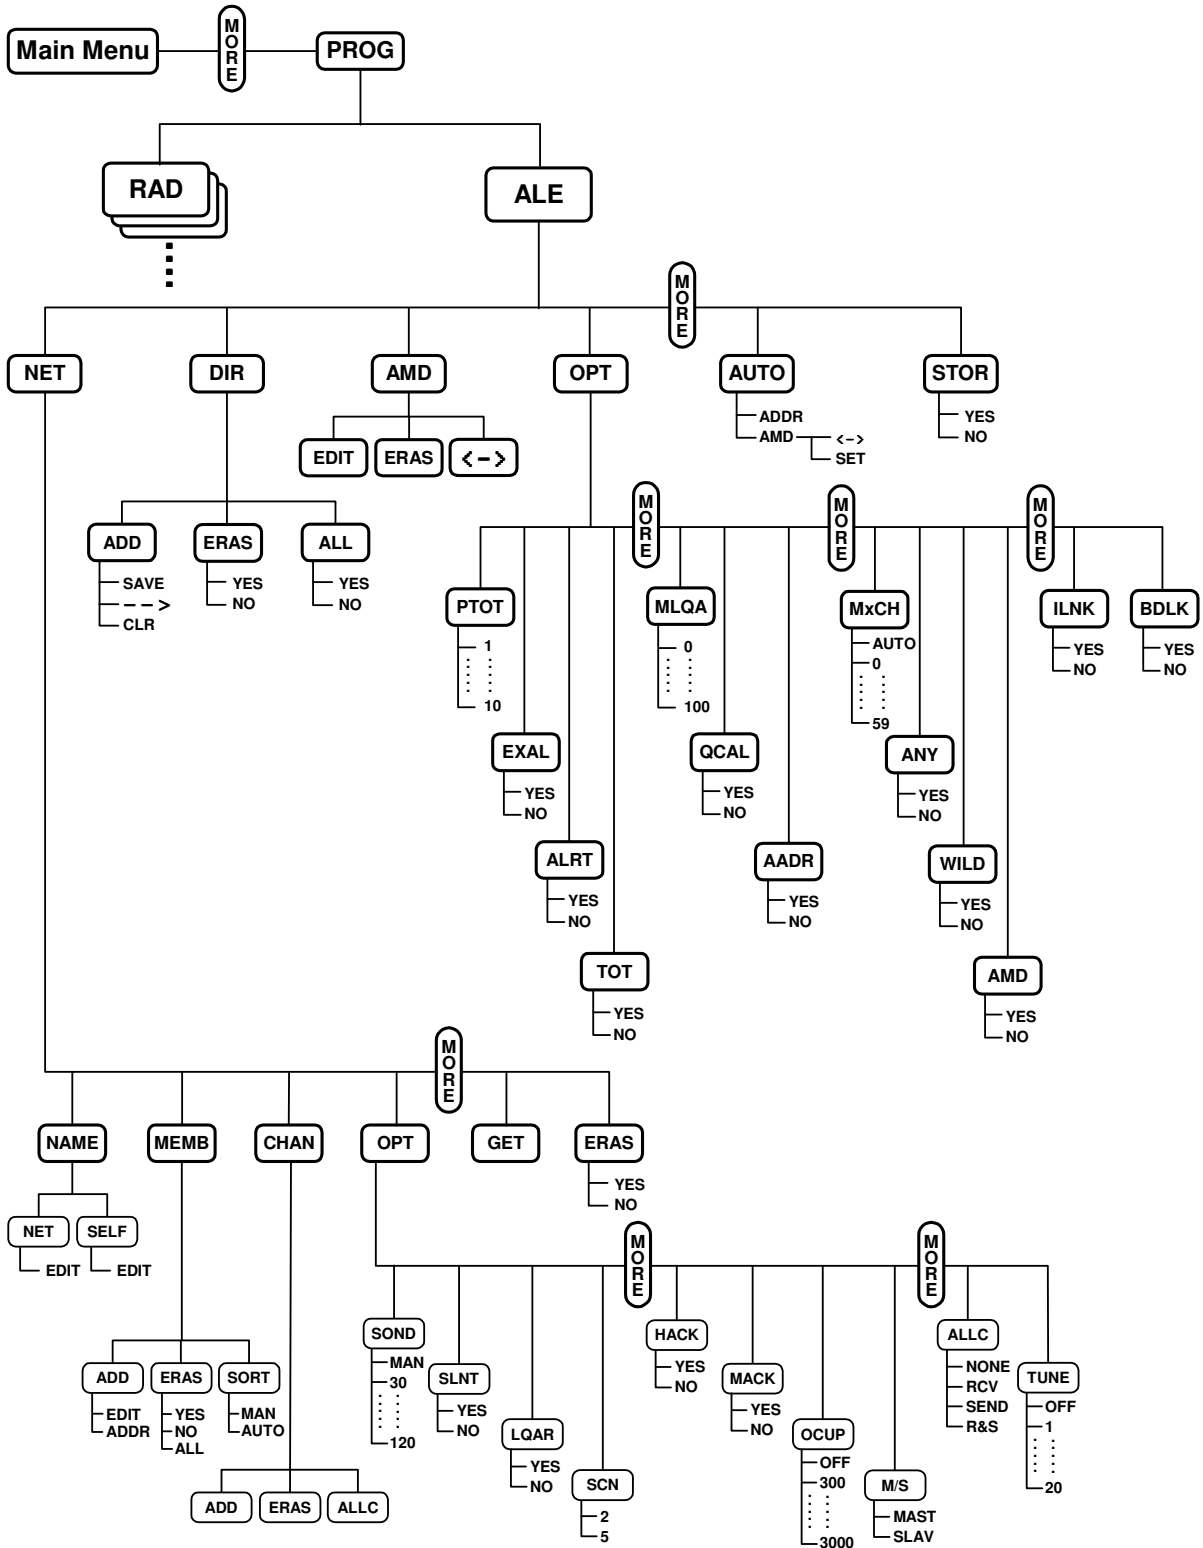 Main Menu
MORE
PROG
RAD
ALE
MORE
NET
DIR
AMD
OPT
AUTO
STOR
ADDR
AMD
<->
SET
YES
NO
EDIT
ERAS
<->
ADD
ERAS
ALL
SAVE
-->
CLR
YES
NO
YES
NO
MORE
MORE
MORE
PTOT
1
10
MLQA
0
100
MxCH
AUTO
0
59
ILNK
YES
NO
BDLK
YES
NO
EXAL
YES
NO
QCAL
YES
NO
ANY
YES
NO
ALRT
YES
NO
AADR
YES
NO
WILD
YES
NO
TOT
YES
NO
AMD
YES
NO
MORE
NAME
MEMB
CHAN
OPT
GET
ERAS
YES
NO
NET
EDIT
SELF
EDIT
MORE
MORE
ADD
EDIT
ADDR
ERAS
YES
NO
ALL
SORT
MAN
AUTO
ADD
ERAS
ALLC
SOND
MAN
30
120
SLNT
YES
NO
LQAR
YES
NO
SCN
2
5
HACK
YES
NO
MACK
YES
NO
OCUP
OFF
300
3000
M/S
MAST
SLAV
ALLC
NONE
RCV
SEND
R&S
TUNE
OFF
1
20